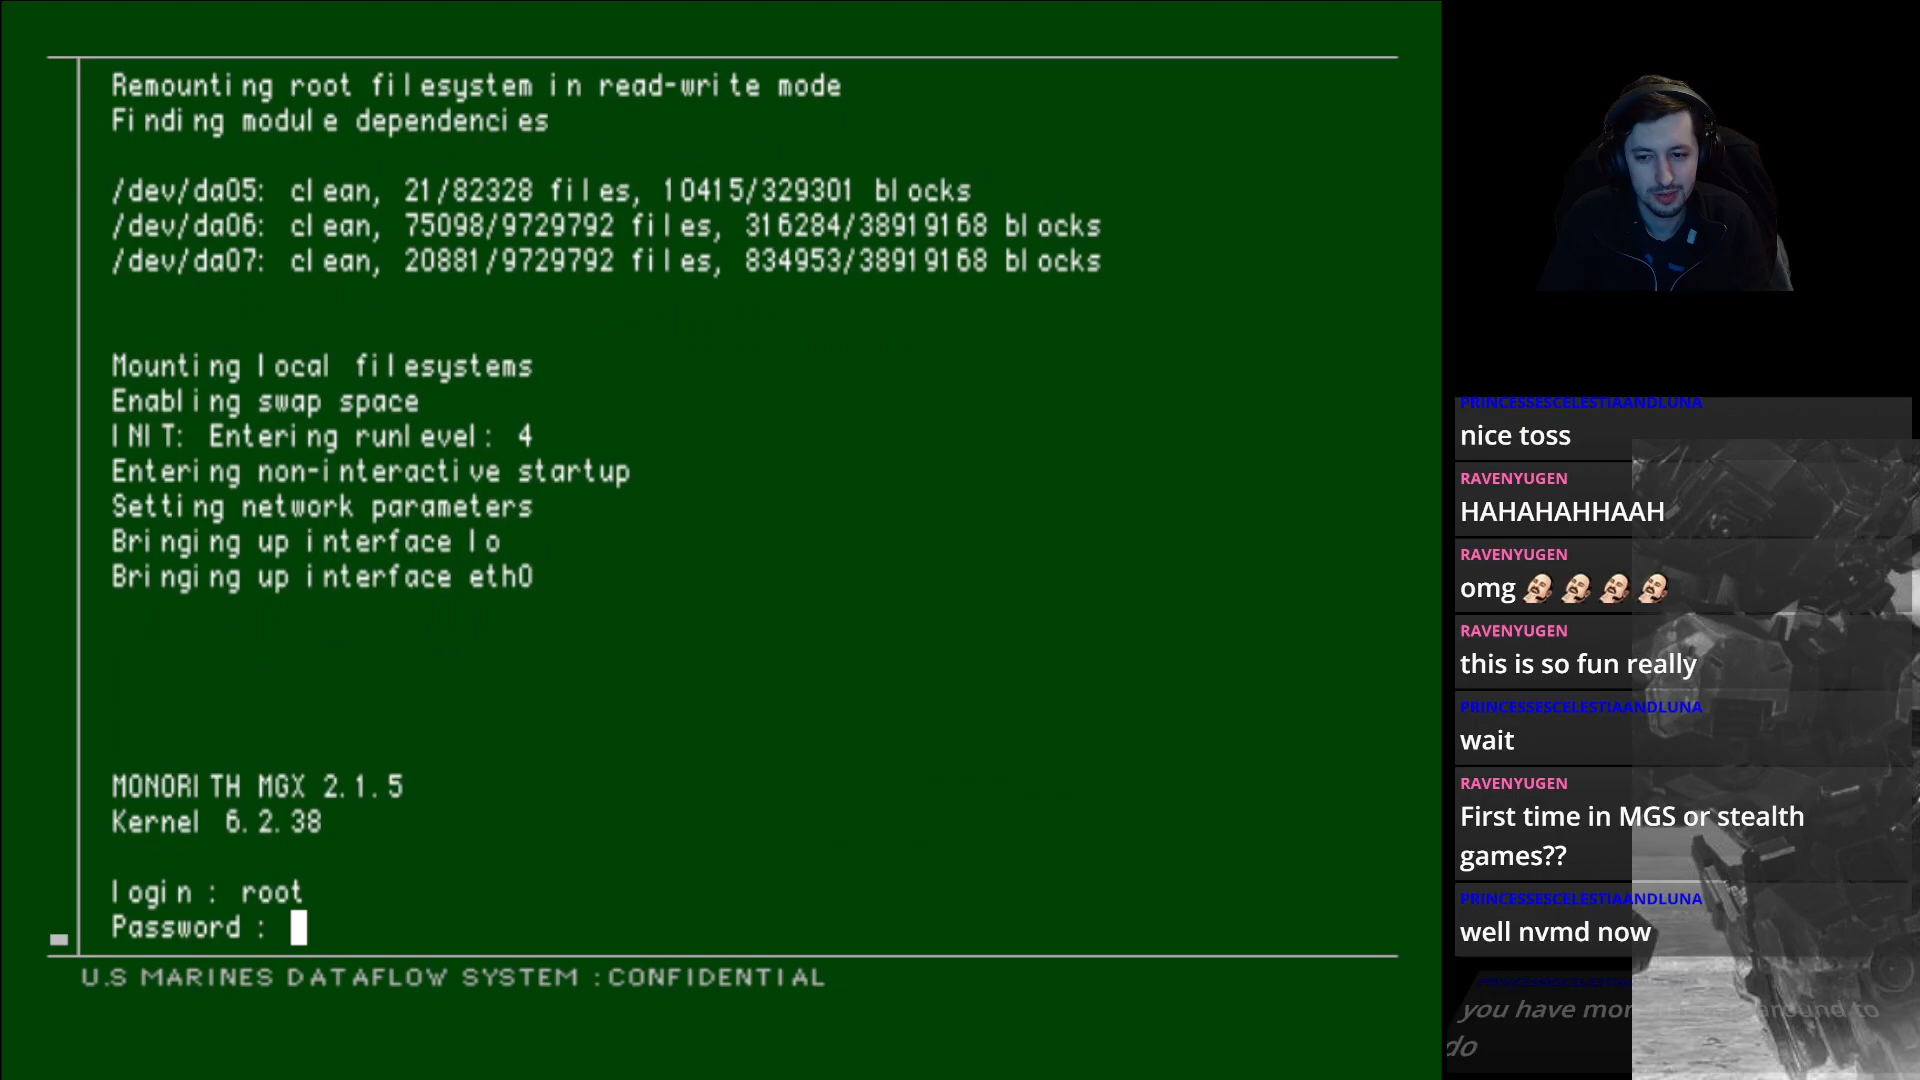 Remounting root filesystem in read-write mode
Finding module dependencies
/dev/da05: clean, 21/82328 files, 10415/329301 blocks
/dev/da06: clean, 75098/9729792 files, 316284/38919168 blocks
/dev/da07: clean, 20881/9729792 files, 834953/38919168 blocks
Mounting local filesystems
Enabling swap space
INIT: Entering runlevel: 4
Entering non-interactive startup
Setting network parameters
Bringing up interface lo
Bringing up interface eth0
MONORITH MGX 2.1.5
Kernel 6.2.38
login : root
Password :
U.S MARINES DATAFLOW SYSTEM :CONFIDENTIAL
PRINCESSESCELESTIAANDLUNA
nice toss
RAVENYUGEN
HAHAHAHHAAH
RAVENYUGEN
omg
RAVENYUGEN
this is so fun really
PRINCESSESCELESTIAANDLUNA
wait
RAVENYUGEN
First time in MGS or stealth
games??
PRINCESSESCELESTIAANDLUNA
well nvmd now
you have around to
do